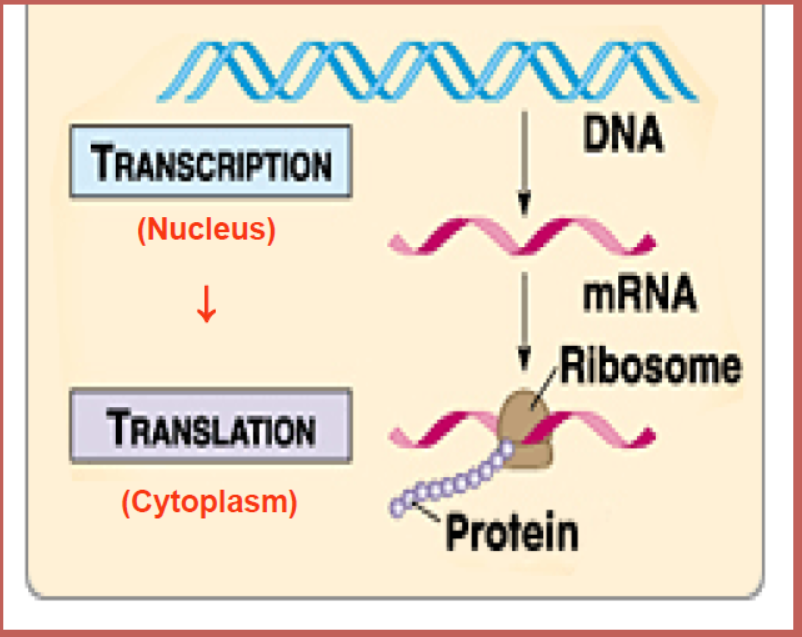 DNA
TRANSCRIPTION
(Nucleus)
↓
mRNA
Ribosome
TRANSLATION
(Cytoplasm)
Protein